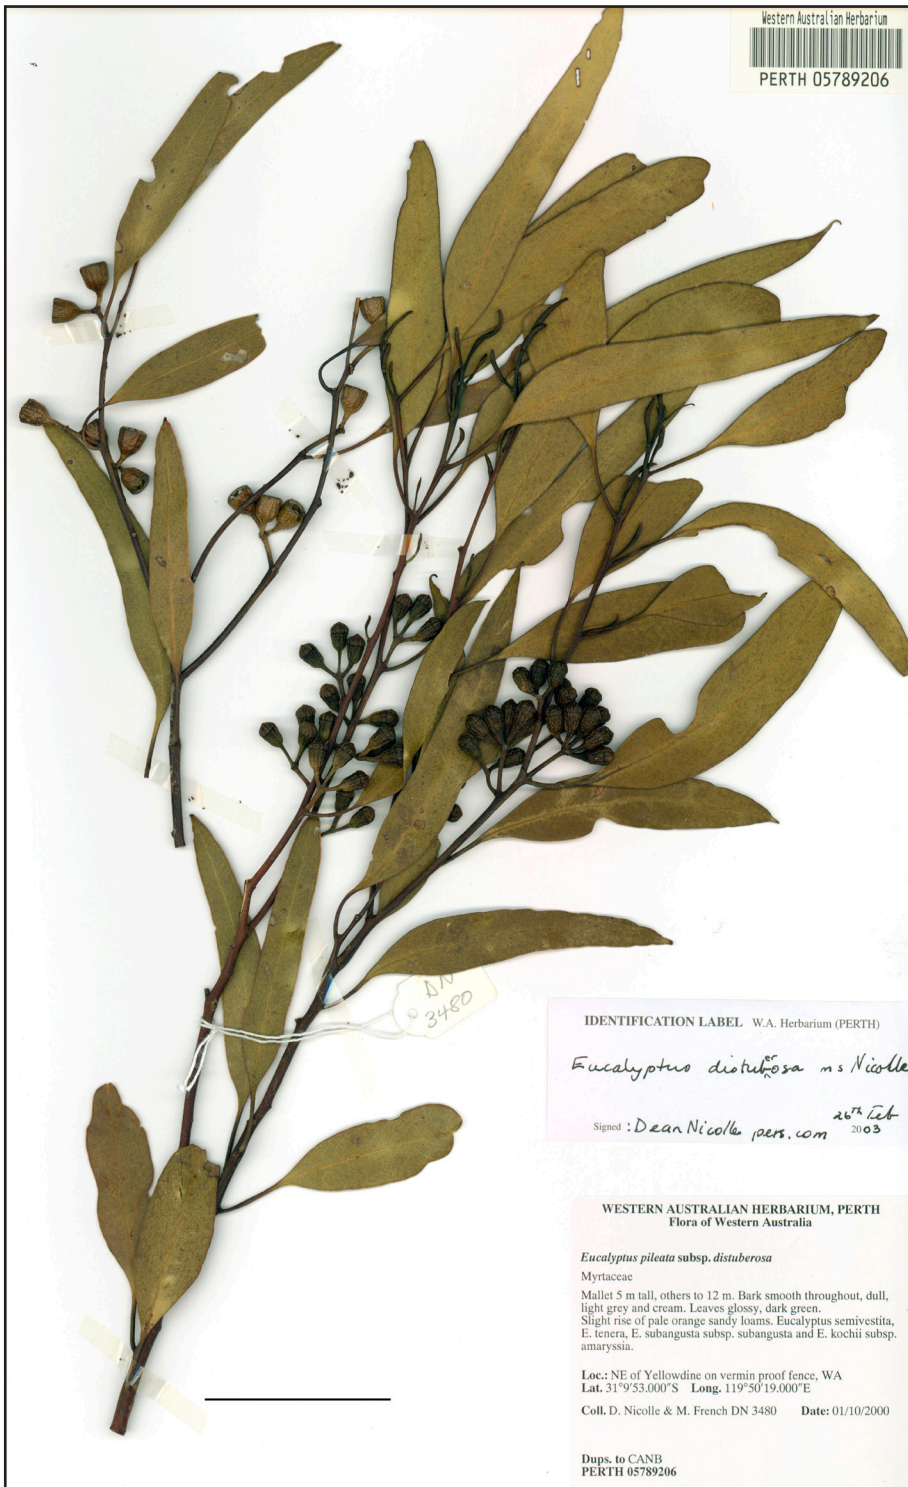 Western Australian Herbarium
PERTH 05789206
DN
3480
IDENTIFICATION LABEL W.A. Herbarium (PERTH)
Eucalyptus distuberosa ms Nicolle
26th Feb
Signed : Dean Nicolle pers. com 2003
WESTERN AUSTRALIAN HERBARIUM, PERTH
Flora of Western Australia
Eucalyptus pileata subsp. distuberosa
Myrtaceae
Mallet 5 m tall, others to 12 m. Bark smooth throughout, dull,
light grey and cream. Leaves glossy, dark green.
Slight rise of pale orange sandy loams. Eucalyptus semivestita,
E. tenera, E. subangusta subsp. subangusta and E. kochii subsp.
amaryssia.
Loc.: NE of Yellowdine on vermin proof fence, WA
Lat. 31°9'53.000"S Long. 119°50'19.000"E
Coll. D. Nicolle & M. French DN 3480 Date: 01/10/2000
Dups. to CANB
PERTH 05789206